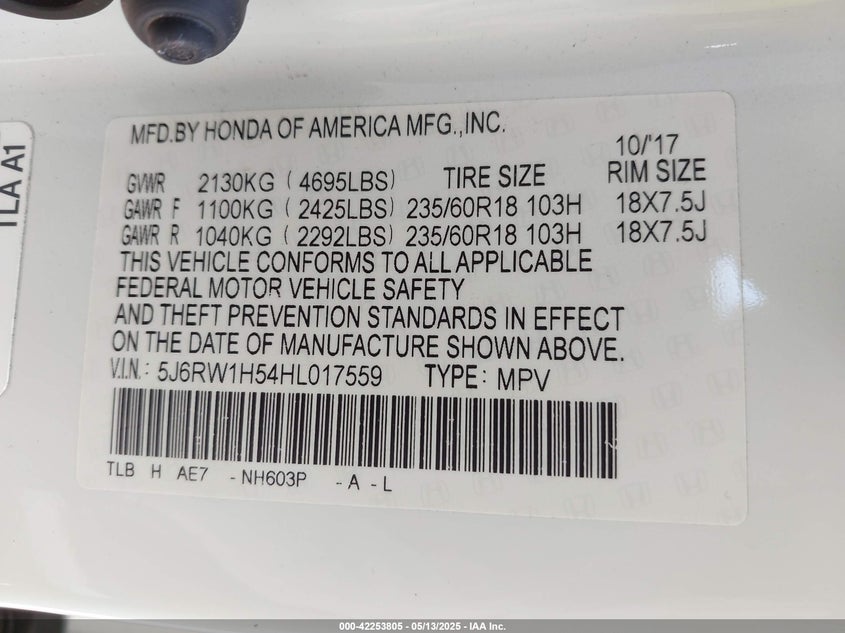 TLA A1
MFD.BY HONDA OF AMERICA MFG.,INC.
10/'17
GVWR 2130KG ( 4695LBS) TIRE SIZE RIM SIZE
GAWR F 1100KG ( 2425LBS) 235/60R18 103H 18X7.5J
GAWR R 1040KG ( 2292LBS) 235/60R18 103H 18X7.5J
THIS VEHICLE CONFORMS TO ALL APPLICABLE
FEDERAL MOTOR VEHICLE SAFETY
AND THEFT PREVENTION STANDARDS IN EFFECT
ON THE DATE OF MANUFACTURE SHOWN ABOVE.
V.I.N.: 5J6RW1H54HL017559 TYPE: MPV
TLB H AE7 - NH603P - A - L
000-42253805 - 05/13/2025 - IAA Inc.